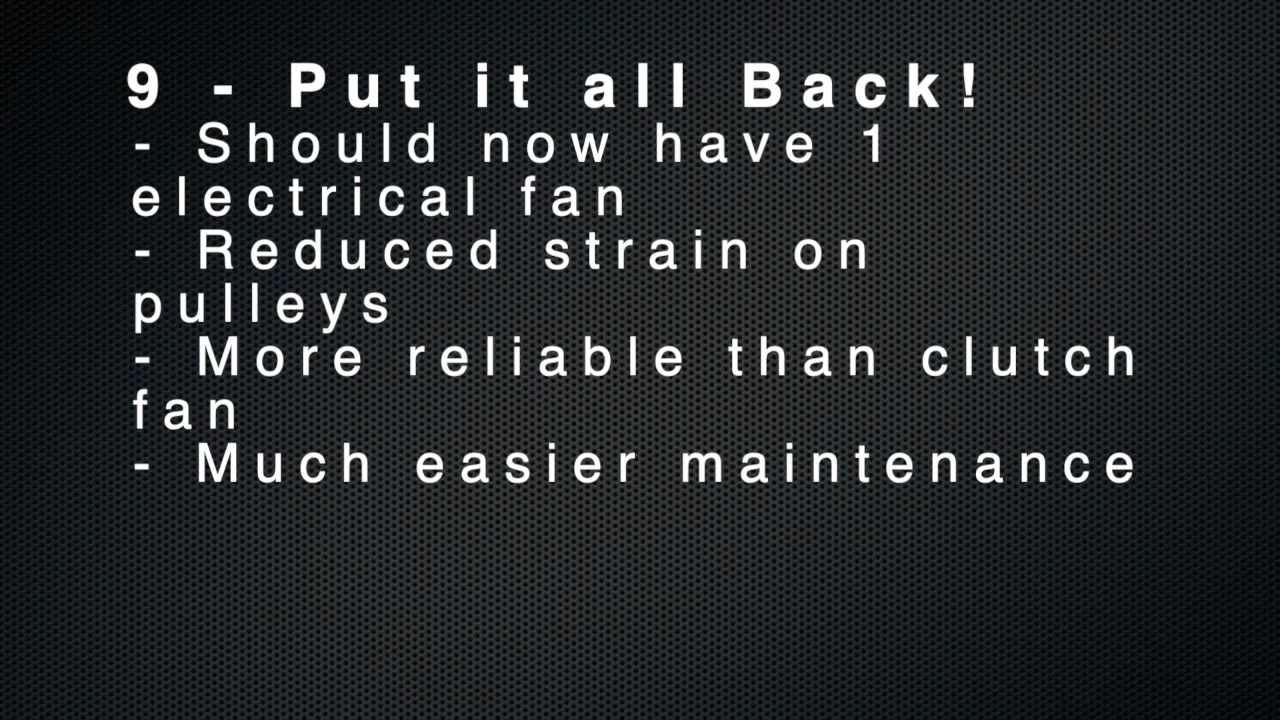 9 - Put it all Back!
- Should now have 1
electrical fan
- Reduced strain on
pulleys
- More reliable than clutch
fan
- Much easier maintenance